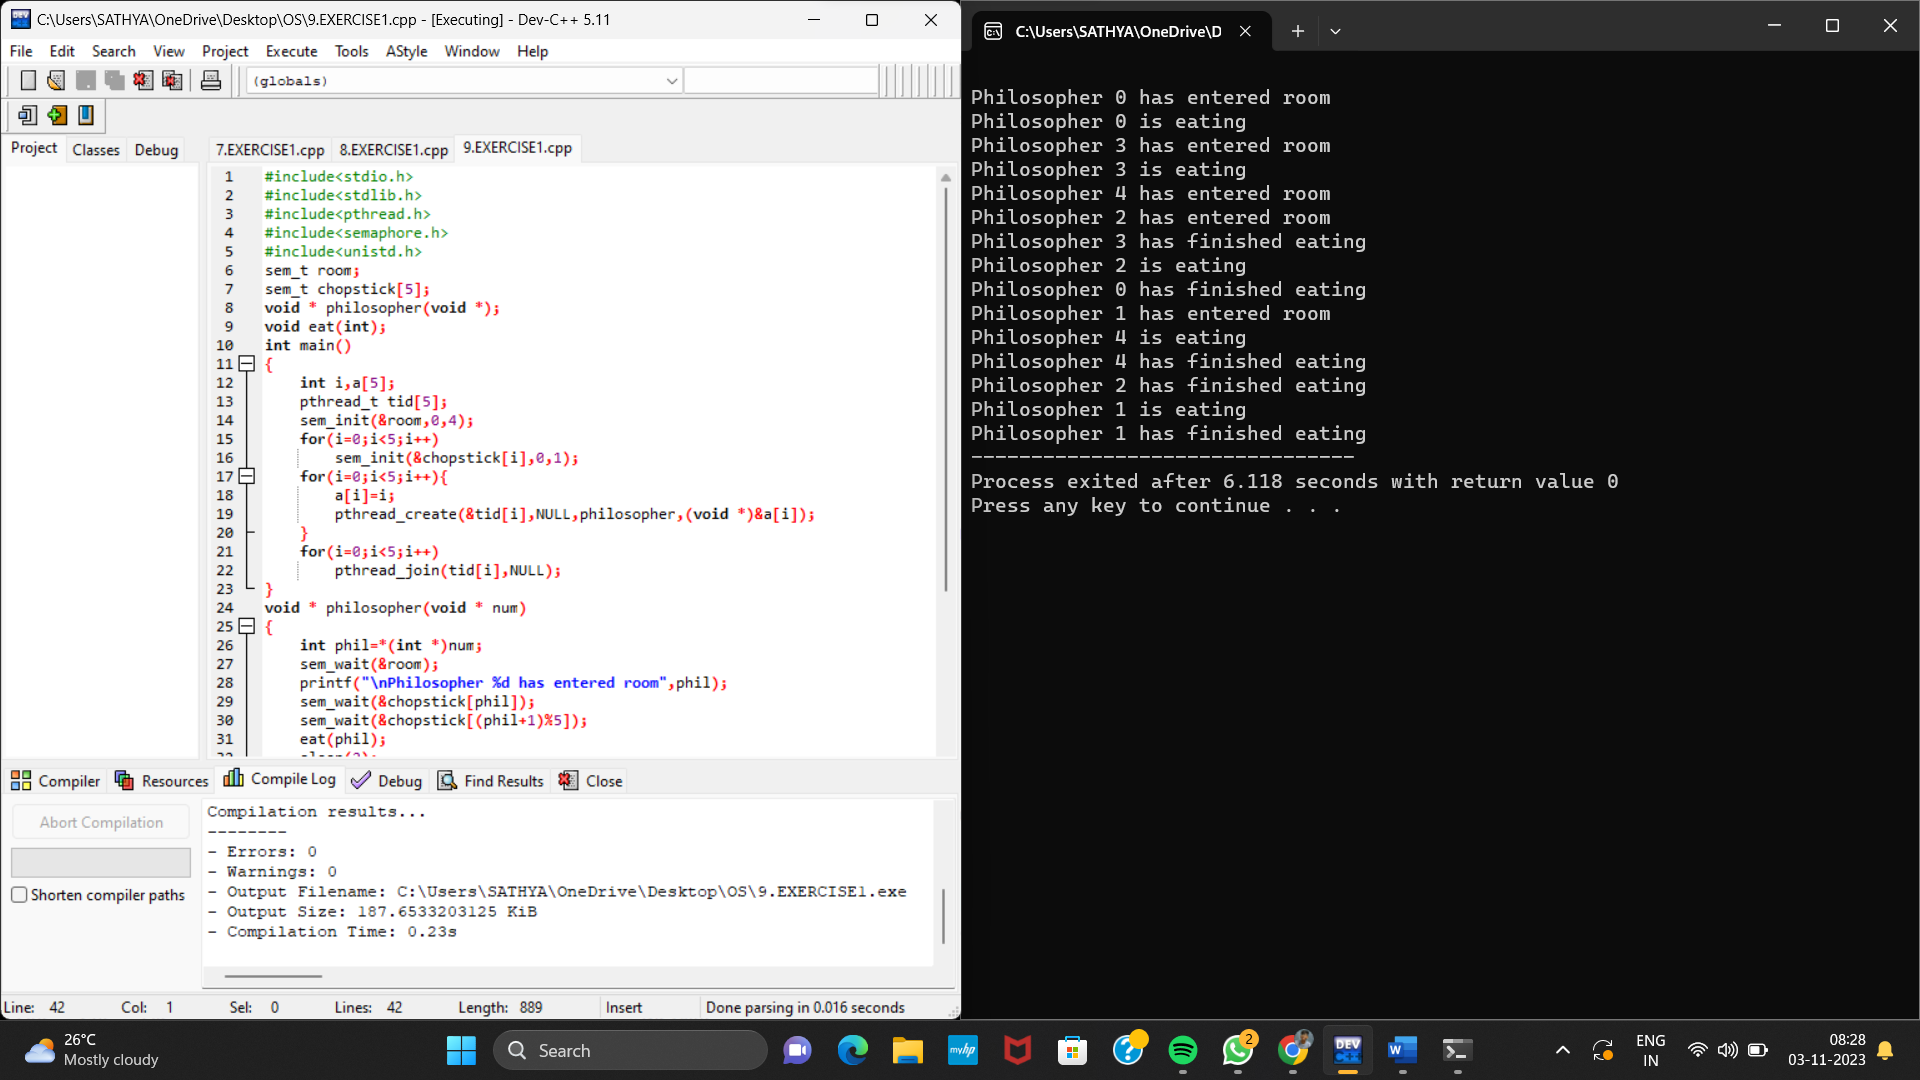 C:\Users\SATHYA\OneDrive\Desktop\OS\9.EXERCISE1.cpp - [Executing] - Dev-C++ 5.11
File Edit Search View Project Execute Tools AStyle Window Help
(globals)
Project Classes Debug
7.EXERCISE1.cpp 8.EXERCISE1.cpp 9.EXERCISE1.cpp
1 #include<stdio.h>
2 #include<stdlib.h>
3 #include<pthread.h>
4 #include<semaphore.h>
5 #include<unistd.h>
6 sem_t room;
7 sem_t chopstick[5];
8 void * philosopher(void *);
9 void eat(int);
10 int main()
11 {
12 int i,a[5];
13 pthread_t tid[5];
14 sem_init(&room,0,4);
15 for(i=0;i<5;i++)
16 sem_init(&chopstick[i],0,1);
17 for(i=0;i<5;i++){
18 a[i]=i;
19 pthread_create(&tid[i],NULL,philosopher,(void *)&a[i]);
20 }
21 for(i=0;i<5;i++)
22 pthread_join(tid[i],NULL);
23 }
24 void * philosopher(void * num)
25 {
26 int phil=*(int *)num;
27 sem_wait(&room);
28 printf("\nPhilosopher %d has entered room",phil);
29 sem_wait(&chopstick[phil]);
30 sem_wait(&chopstick[(phil+1)%5]);
31 eat(phil);
Compiler Resources Compile Log Debug Find Results Close
Abort Compilation
Shorten compiler paths
Compilation results...
--------
- Errors: 0
- Warnings: 0
- Output Filename: C:\Users\SATHYA\OneDrive\Desktop\OS\9.EXERCISE1.exe
- Output Size: 187.6533203125 KiB
- Compilation Time: 0.23s
Line: 42 Col: 1 Sel: 0 Lines: 42 Length: 889 Insert Done parsing in 0.016 seconds
C:\Users\SATHYA\OneDrive\D
Philosopher 0 has entered room
Philosopher 0 is eating
Philosopher 3 has entered room
Philosopher 3 is eating
Philosopher 4 has entered room
Philosopher 2 has entered room
Philosopher 3 has finished eating
Philosopher 2 is eating
Philosopher 0 has finished eating
Philosopher 1 has entered room
Philosopher 4 is eating
Philosopher 4 has finished eating
Philosopher 2 has finished eating
Philosopher 1 is eating
Philosopher 1 has finished eating
--------------------------------
Process exited after 6.118 seconds with return value 0
Press any key to continue . . .
26°C
Mostly cloudy
Search
myhp
2
DEV
C++
W
ENG
IN
08:28
03-11-2023